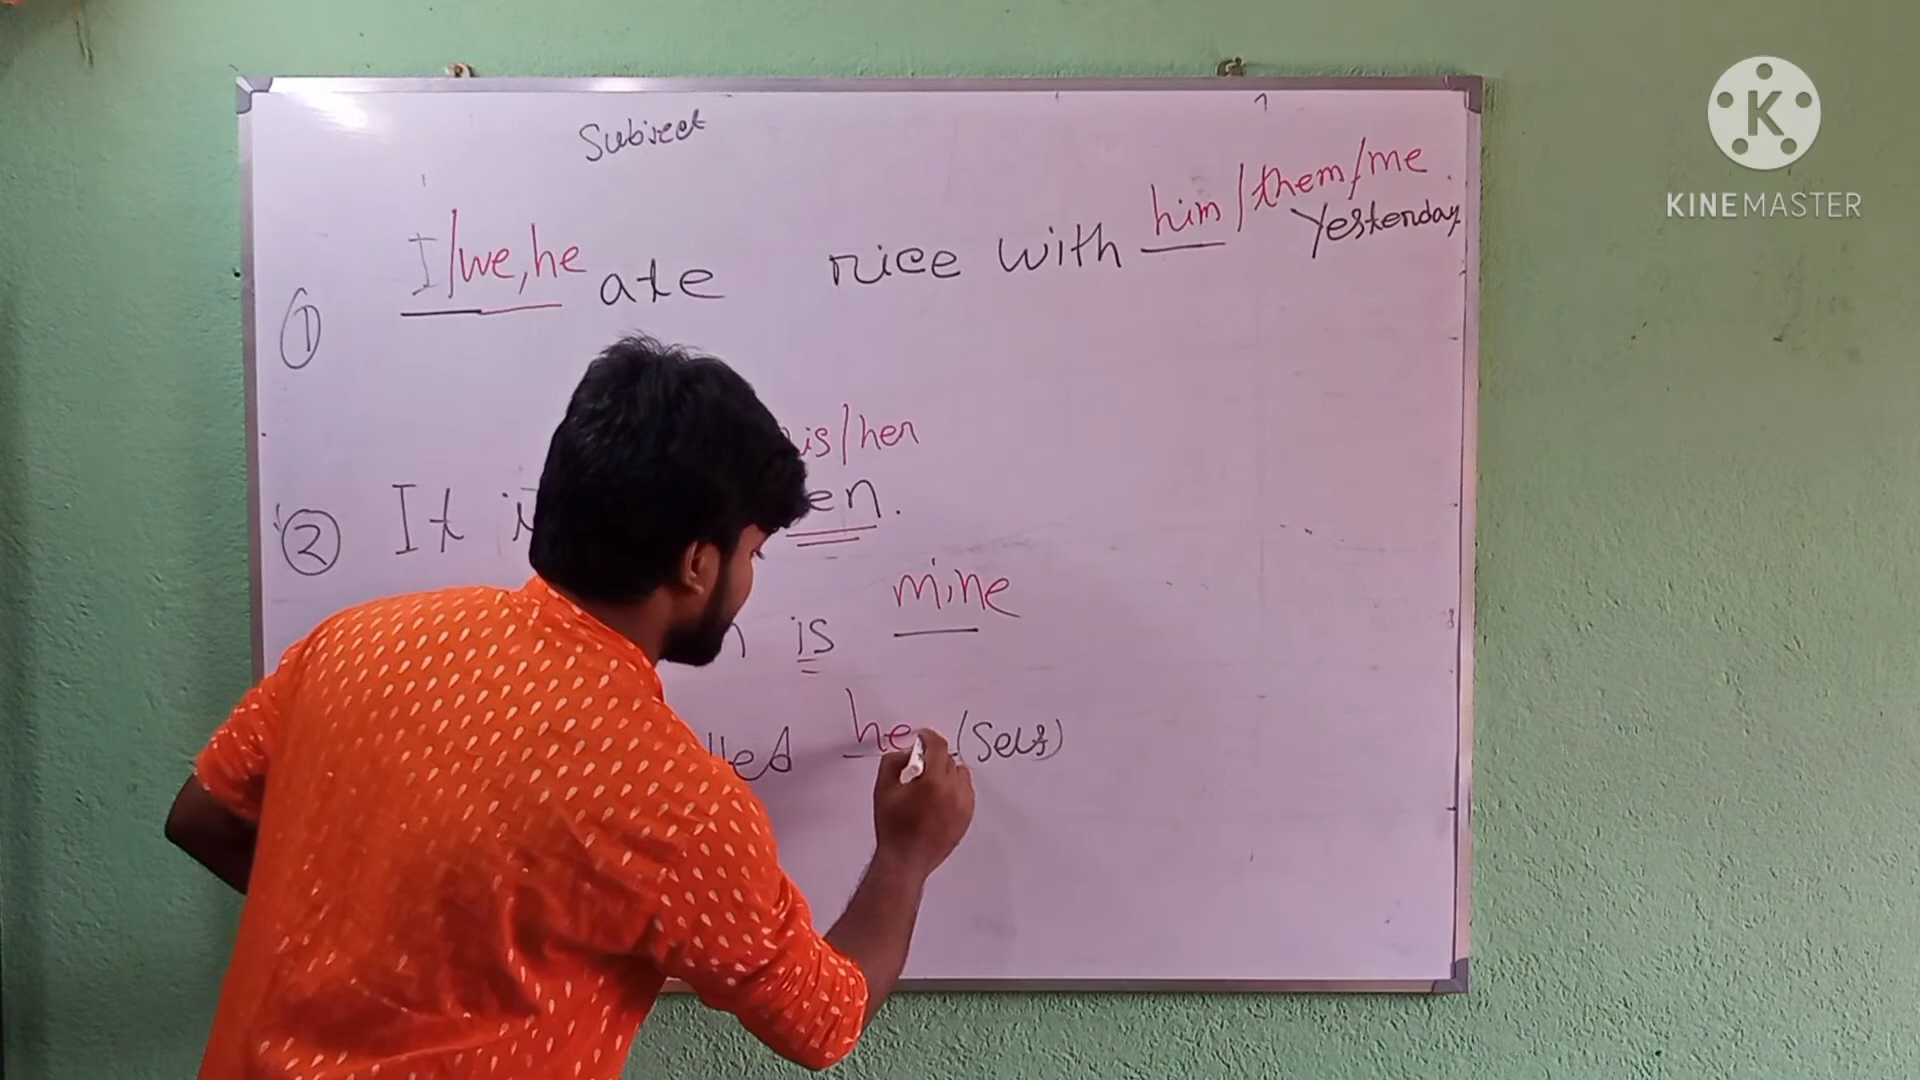 Subject
I/we, he ate rice with him/them/me
Yesterday
①
is/her
② It i en.
is mine
lled he (Self)
K
KINEMASTER